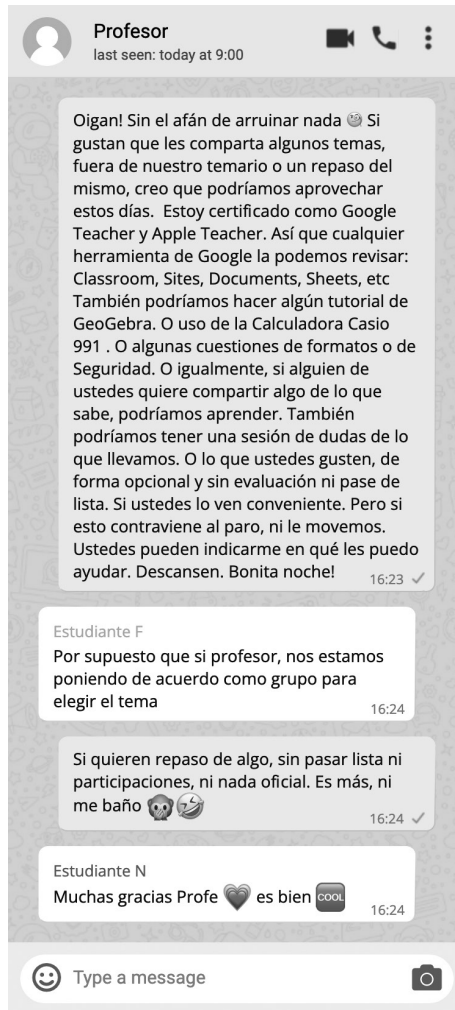 Profesor
last seen: today at 9:00
Oigan! Sin el afán de arruinar nada 🤔 Si
gustan que les comparta algunos temas,
fuera de nuestro temario o un repaso del
mismo, creo que podríamos aprovechar
estos días.  Estoy certificado como Google
Teacher y Apple Teacher. Así que cualquier
herramienta de Google la podemos revisar:
Classroom, Sites, Documents, Sheets, etc
También podríamos hacer algún tutorial de
GeoGebra. O uso de la Calculadora Casio
991 . O algunas cuestiones de formatos o de
Seguridad. O igualmente, si alguien de
ustedes quiere compartir algo de lo que
sabe, podríamos aprender. También
podríamos tener una sesión de dudas de lo
que llevamos. O lo que ustedes gusten, de
forma opcional y sin evaluación ni pase de
lista. Si ustedes lo ven conveniente. Pero si
esto contraviene al paro, ni le movemos.
Ustedes pueden indicarme en qué les puedo
ayudar. Descansen. Bonita noche!
16:23
Estudiante F
Por supuesto que si profesor, nos estamos
poniendo de acuerdo como grupo para
elegir el tema
16:24
Si quieren repaso de algo, sin pasar lista ni
participaciones, ni nada oficial. Es más, ni
me baño 🙊🤣
16:24
Estudiante N
Muchas gracias Profe 💗 es bien 🆒
16:24
Type a message